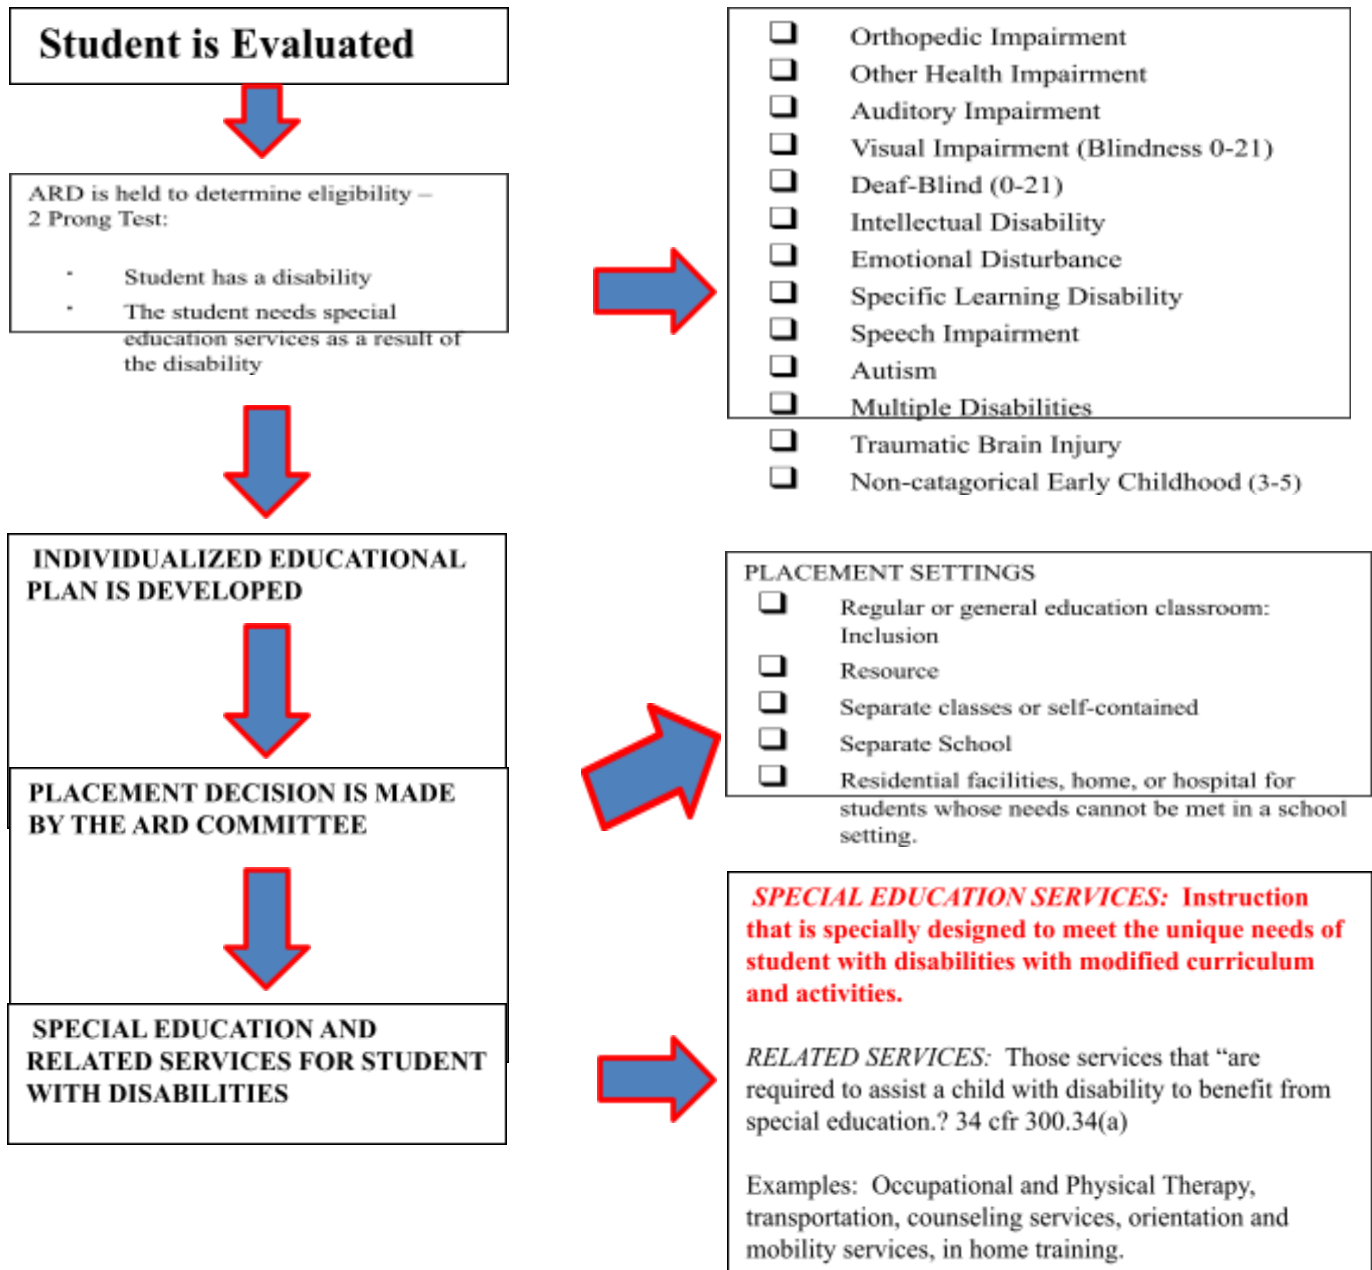 Student is Evaluated
ARD is held to determine eligibility –
2 Prong Test:
- Student has a disability
- The student needs special
education services as a result of
the disability
❑ Orthopedic Impairment
❑ Other Health Impairment
❑ Auditory Impairment
❑ Visual Impairment (Blindness 0-21)
❑ Deaf-Blind (0-21)
❑ Intellectual Disability
❑ Emotional Disturbance
❑ Specific Learning Disability
❑ Speech Impairment
❑ Autism
❑ Multiple Disabilities
❑ Traumatic Brain Injury
❑ Non-catagorical Early Childhood (3-5)
INDIVIDUALIZED EDUCATIONAL
PLAN IS DEVELOPED
PLACEMENT DECISION IS MADE
BY THE ARD COMMITTEE
PLACEMENT SETTINGS
❑ Regular or general education classroom:
Inclusion
❑ Resource
❑ Separate classes or self-contained
❑ Separate School
❑ Residential facilities, home, or hospital for
students whose needs cannot be met in a school
setting.
SPECIAL EDUCATION AND
RELATED SERVICES FOR STUDENT
WITH DISABILITIES
SPECIAL EDUCATION SERVICES: Instruction
that is specially designed to meet the unique needs of
student with disabilities with modified curriculum
and activities.
RELATED SERVICES: Those services that “are
required to assist a child with disability to benefit from
special education.? 34 cfr 300.34(a)
Examples: Occupational and Physical Therapy,
transportation, counseling services, orientation and
mobility services, in home training.